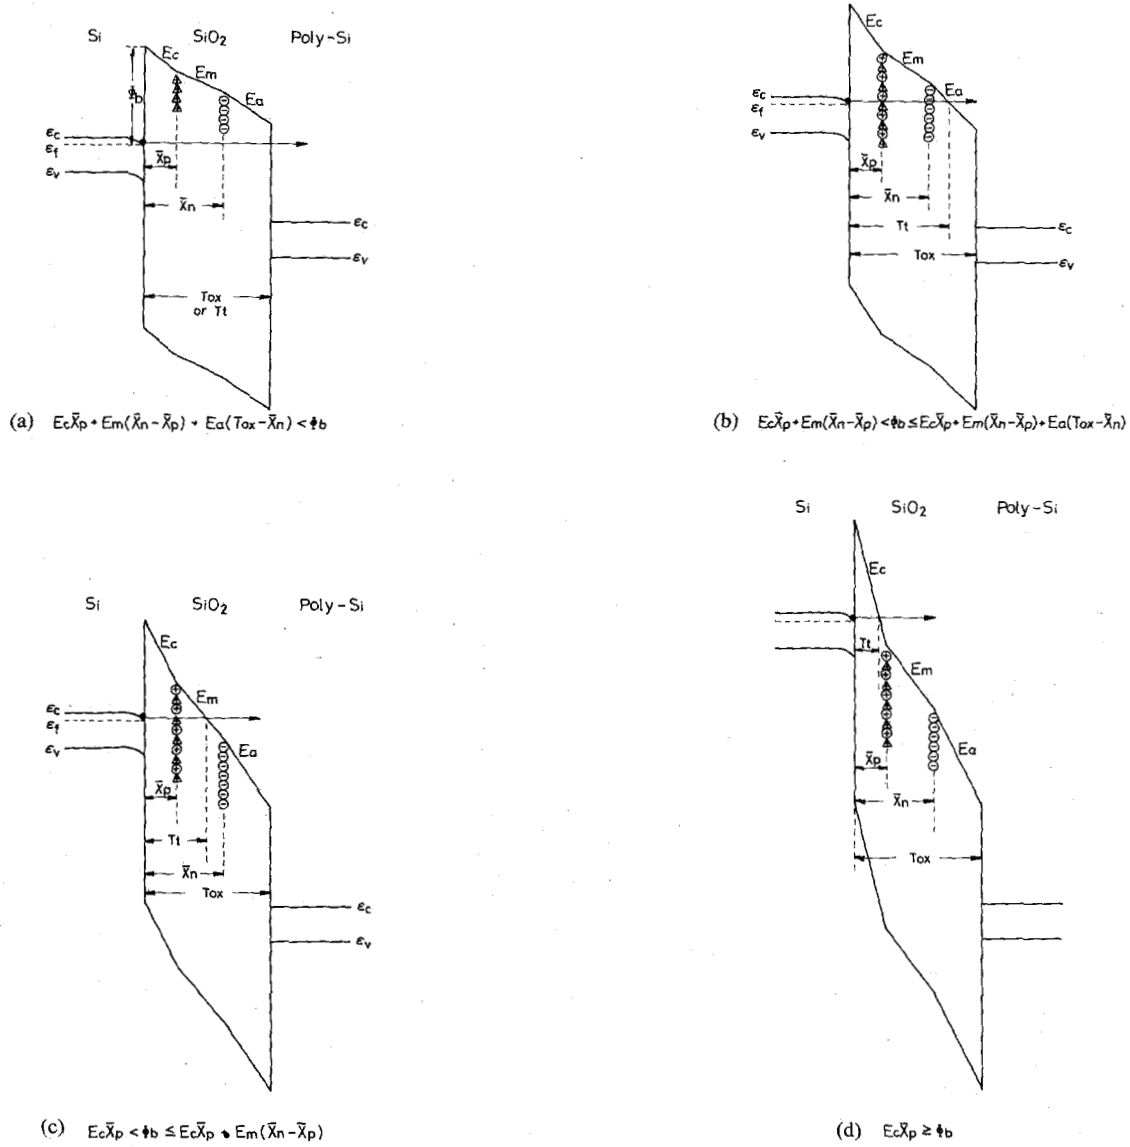 Si SiO₂ Poly-Si
Ec
Em
Ea
Φb
εc
εf
εv
X̄p
X̄n
εc
εv
Tox
or Tt
(a) EcX̄p + Em(X̄n-X̄p) + Ea(Tox-X̄n) < Φb
Ec
Em
Ea
εc
εf
εv
X̄p
X̄n
Tt
Tox
εc
εv
(b) EcX̄p + Em(X̄n-X̄p) < Φb ≤ EcX̄p + Em(X̄n-X̄p) + Ea(Tox-X̄n)
Si SiO₂ Poly-Si
Ec
Em
Ea
εc
εf
εv
X̄p
Tt
X̄n
Tox
εc
εv
(c) EcX̄p < Φb ≤ EcX̄p + Em(X̄n-X̄p)
Si SiO₂ Poly-Si
Ec
Tt
Em
Ea
X̄p
X̄n
Tox
(d) EcX̄p ≥ Φb